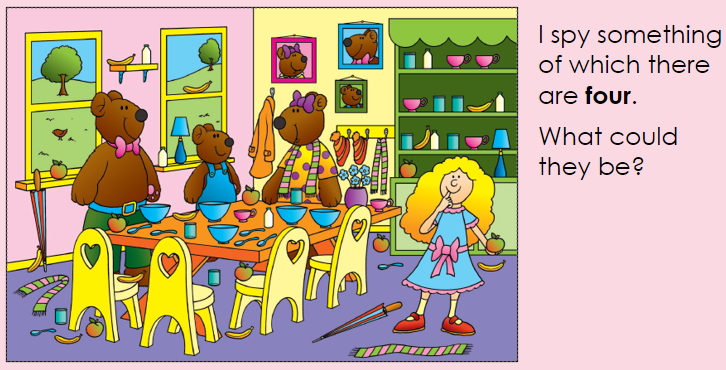 I spy something
of which there
are four.
What could
they be?